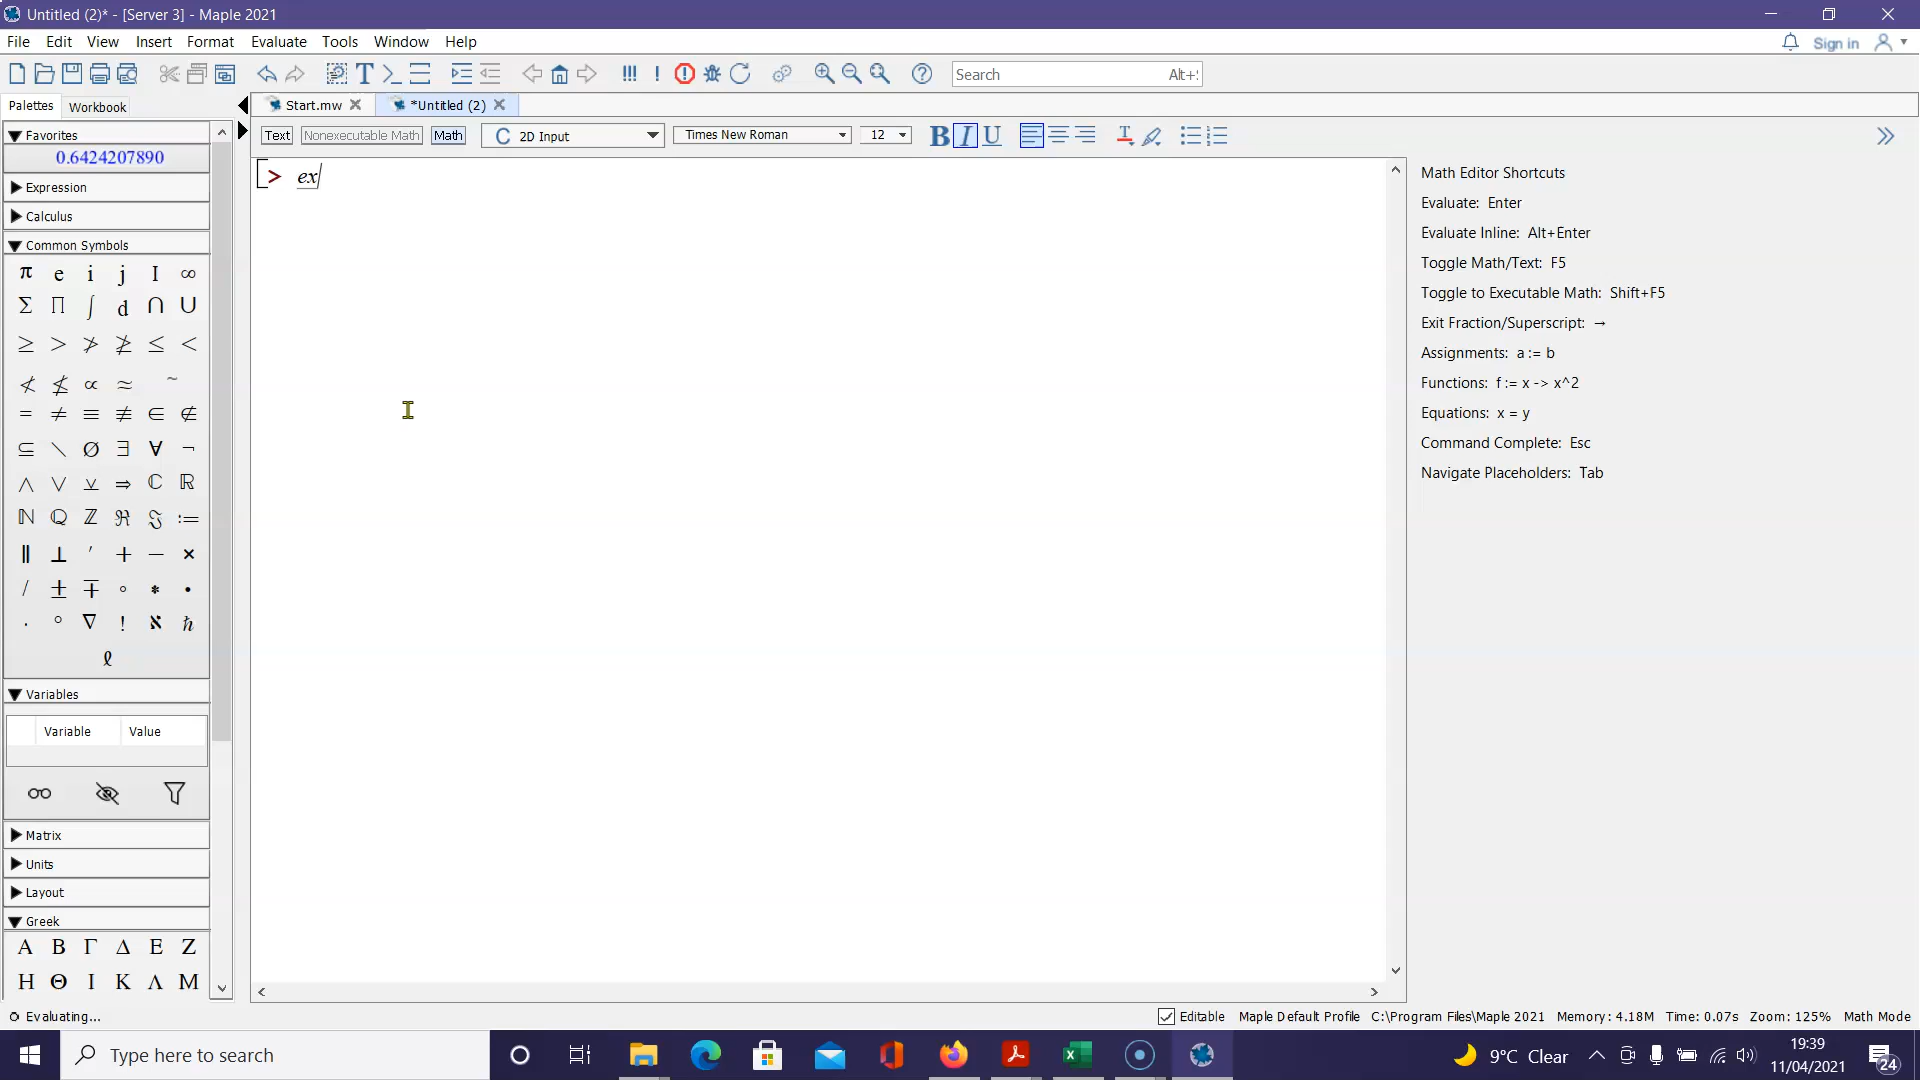 Untitled (2)* - [Server 3] - Maple 2021
File Edit View Insert Format Evaluate Tools Window Help
Sign in
Search Alt+S
Palettes Workbook
Start.mw *Untitled (2)
Text Nonexecutable Math Math C 2D Input Times New Roman 12 B I U
Favorites
0.6424207890
Expression
Calculus
Common Symbols
π e i j I ∞
Σ Π ∫ d ∩ ∪
≥ > ≯ ≱ ≤ <
≮ ≰ ∝ ≈ ~
= ≠ ≡ ≢ ∈ ∉
⊆ \ ∅ ∃ ∀ ¬
∧ ∨ ⊻ ⇒ ℂ ℝ
ℕ ℚ ℤ ℜ ℑ :=
∥ ⊥ ′ + − ×
/ ± ∓ ∘ * •
· ° ∇ ! ℵ ℏ
ℓ
Variables
Variable Value
Matrix
Units
Layout
Greek
Α Β Γ Δ Ε Ζ
Η Θ Ι Κ Λ Μ
> ex
Math Editor Shortcuts
Evaluate: Enter
Evaluate Inline: Alt+Enter
Toggle Math/Text: F5
Toggle to Executable Math: Shift+F5
Exit Fraction/Superscript: →
Assignments: a := b
Functions: f := x -> x^2
Equations: x = y
Command Complete: Esc
Navigate Placeholders: Tab
Evaluating...
Editable Maple Default Profile C:\Program Files\Maple 2021 Memory: 4.18M Time: 0.07s Zoom: 125% Math Mode
Type here to search
9°C Clear
19:39
11/04/2021
24